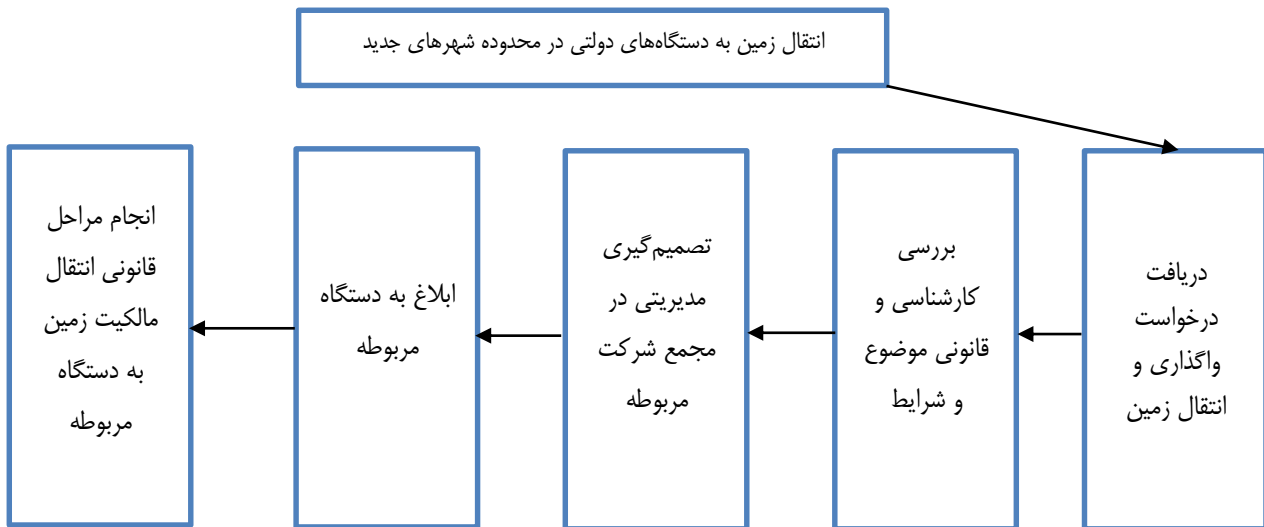 انتقال زمین به دستگاه‌های دولتی در محدوده شهرهای جدید
دریافت
درخواست
واگذاری و
انتقال زمین
بررسی
کارشناسی و
قانونی موضوع
و شرایط
تصمیم‌گیری
مدیریتی در
مجمع شرکت
مربوطه
ابلاغ به دستگاه
مربوطه
انجام مراحل
قانونی انتقال
مالکیت زمین
به دستگاه
مربوطه